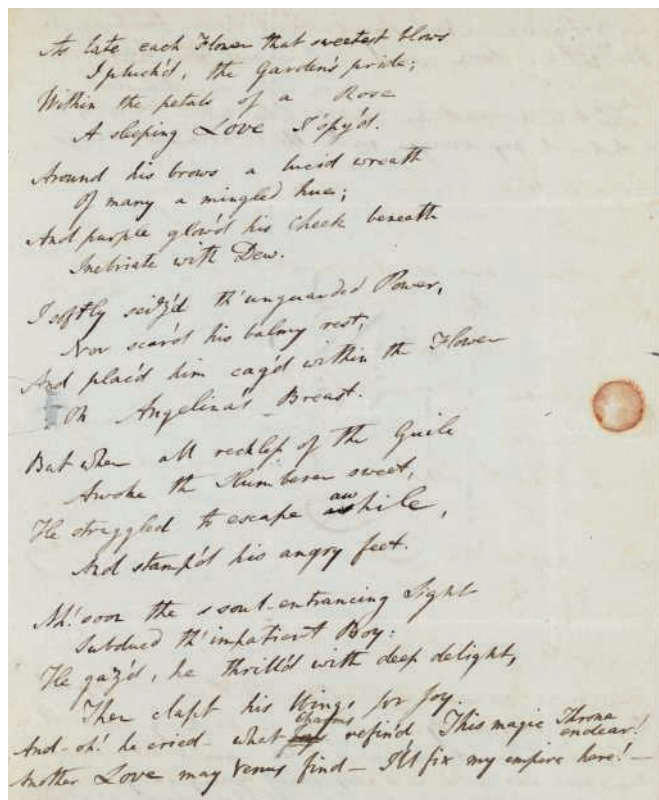 As late each Flower that sweetest blows
I pluck'd, the Garden's pride;
Within the petals of a Rose
A sleeping Love I 'spy'd.
Around his brows a lucid wreath
Of many a mingled hue;
And purple glow'd his Cheek beneath
Inebriate with Dew.
I softly seiz'd th' unguarded Power,
Nor scar'd his balmy rest,
And plac'd him cag'd within the Flower
On Angelina's Breast.
But when all reckless of the Guile
Awoke the Slumberer sweet,
He struggled to escape awhile,
And stamp'd his angry feet.
Ah! soon the soul-entrancing Sight
Subdued th' impatient Boy:
He gaz'd, he thrill'd with deep delight,
Then clapt his Wings for Joy.
And - oh! he cried - what charms refin'd This magic Throne endear!
Another Love may Venus find - I'll fix my empire here! -